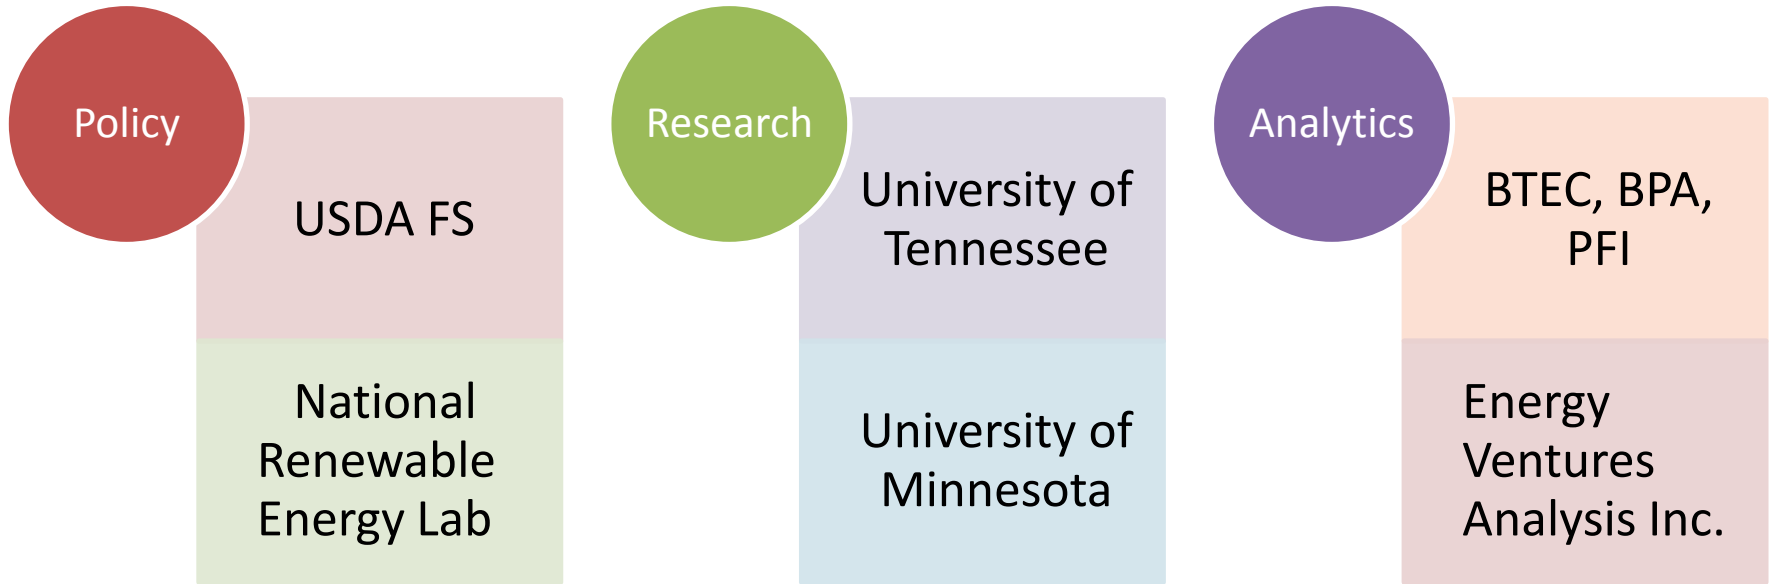 Policy
USDA FS
National
Renewable
Energy Lab
Research
University of
Tennessee
University of
Minnesota
Analytics
BTEC, BPA,
PFI
Energy
Ventures
Analysis Inc.